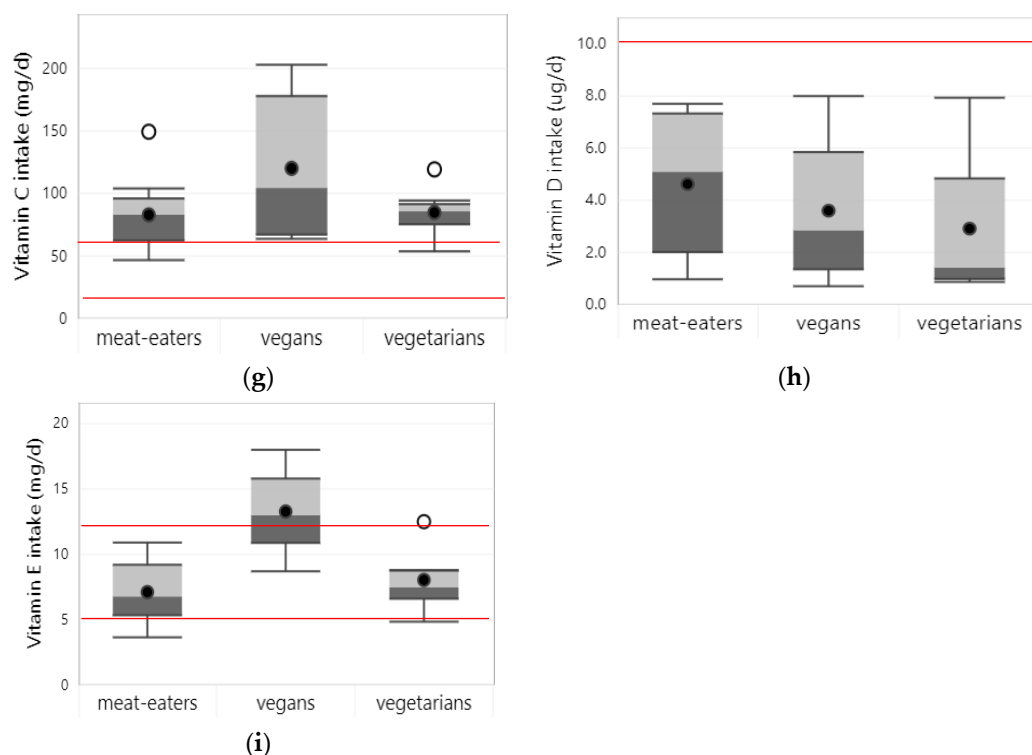 Vitamin C intake (mg/d)
200
150
100
50
0
meat-eaters vegans vegetarians
(g)
Vitamin D intake (ug/d)
10.0
8.0
6.0
4.0
2.0
0.0
meat-eaters vegans vegetarians
(h)
Vitamin E intake (mg/d)
20
15
10
5
0
meat-eaters vegans vegetarians
(i)